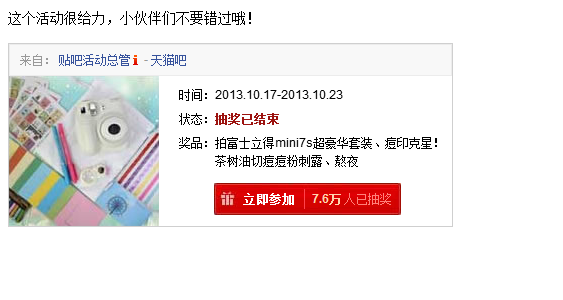 这个活动很给力，小伙伴们不要错过哦！
来自： 贴吧活动总管 - 天猫吧
时间：2013.10.17-2013.10.23
状态：抽奖已结束
奖品：拍富士立得mini7s超豪华套装、痘印克星！
茶树油切痘痘粉刺露、熬夜
立即参加 7.6万 人已抽奖